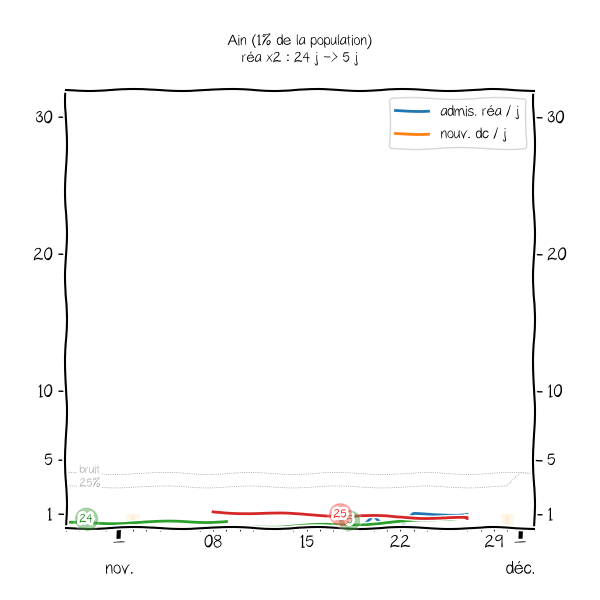 Ain (1% de la population)
réa x2 : 24 j -> 5 j
admis. réa / j
nouv. dc / j
30
30
20
20
10
10
5
5
bruit
25%
24
25
1
1
08
15
22
29
nov.
déc.